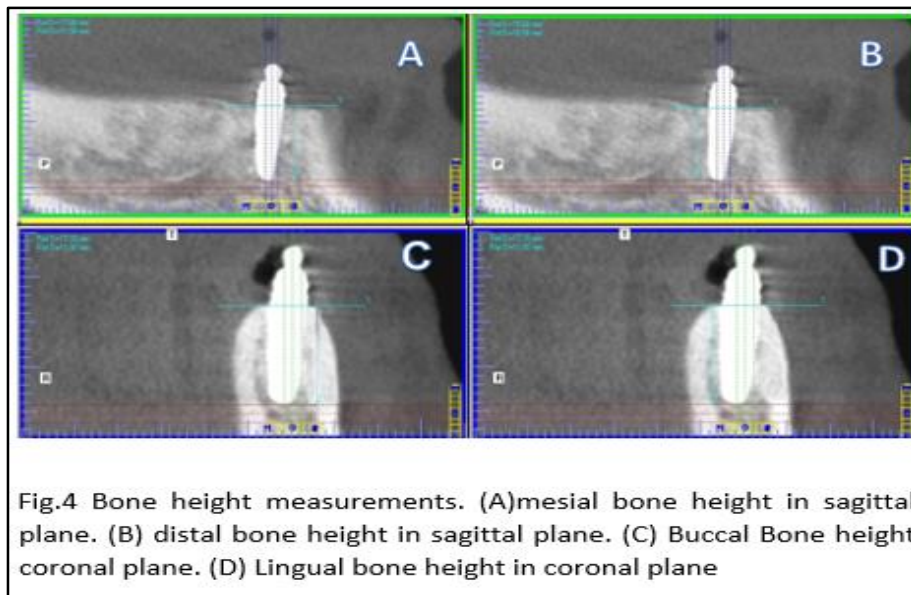 A
B
C
D
Fig.4 Bone height measurements. (A)mesial bone height in sagittal
plane. (B) distal bone height in sagittal plane. (C) Buccal Bone height
coronal plane. (D) Lingual bone height in coronal plane